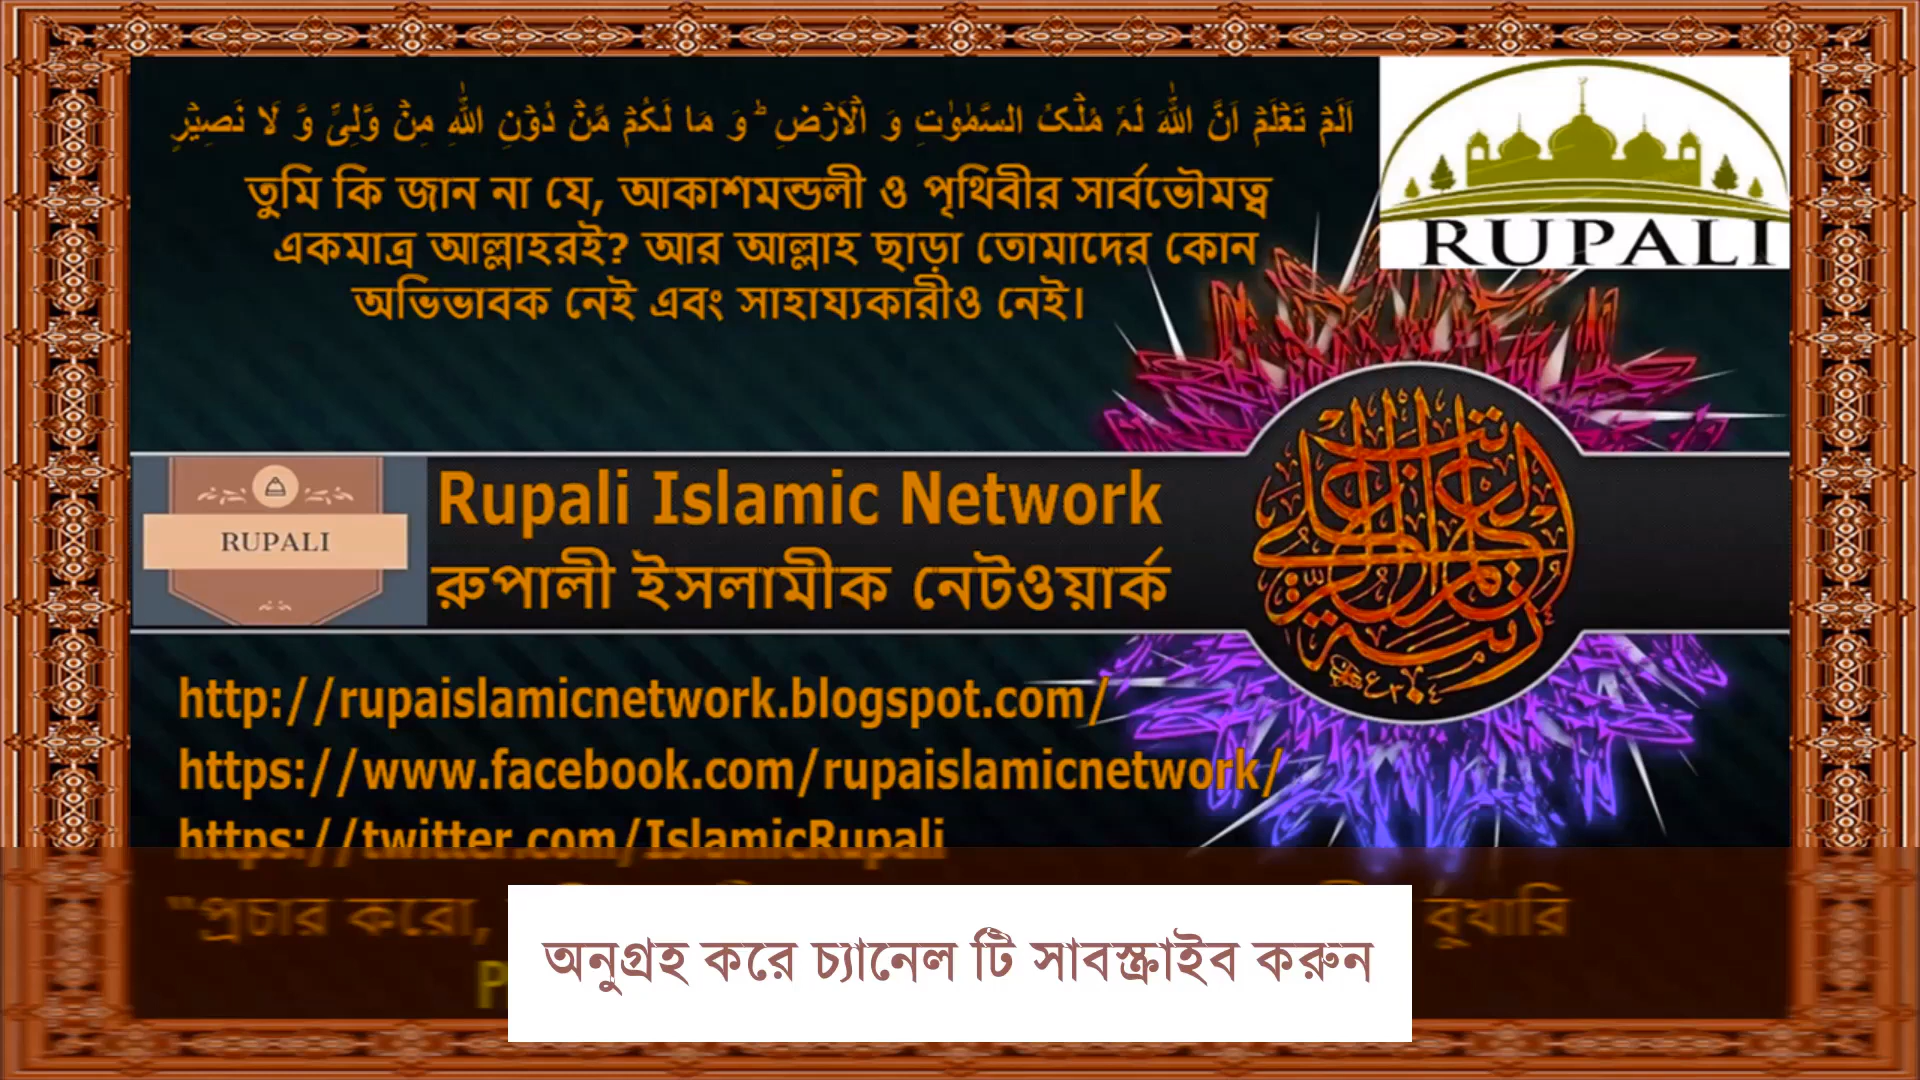 اَلَمۡ تَعۡلَمۡ اَنَّ اللّٰہَ لَہٗ مُلۡکُ السَّمٰوٰتِ وَ الۡاَرۡضِ ؕ وَ مَا لَکُمۡ مِّنۡ دُوۡنِ اللّٰہِ مِنۡ وَّلِیٍّ وَّ لَا نَصِیۡرٍ
তুমি কি জান না যে, আকাশমন্ডলী ও পৃথিবীর সার্বভৌমত্ব
একমাত্র আল্লাহরই? আর আল্লাহ ছাড়া তোমাদের কোন
অভিভাবক নেই এবং সাহায্যকারীও নেই।
RUPALI
RUPALI
Rupali Islamic Network
রুপালী ইসলামীক নেটওয়ার্ক
http://rupaislamicnetwork.blogspot.com/
https://www.facebook.com/rupaislamicnetwork/
https://twitter.com/IslamicRupali
“প্রচার করো, বুখারি
অনুগ্রহ করে চ্যানেল টি সাবস্ক্রাইব করুন